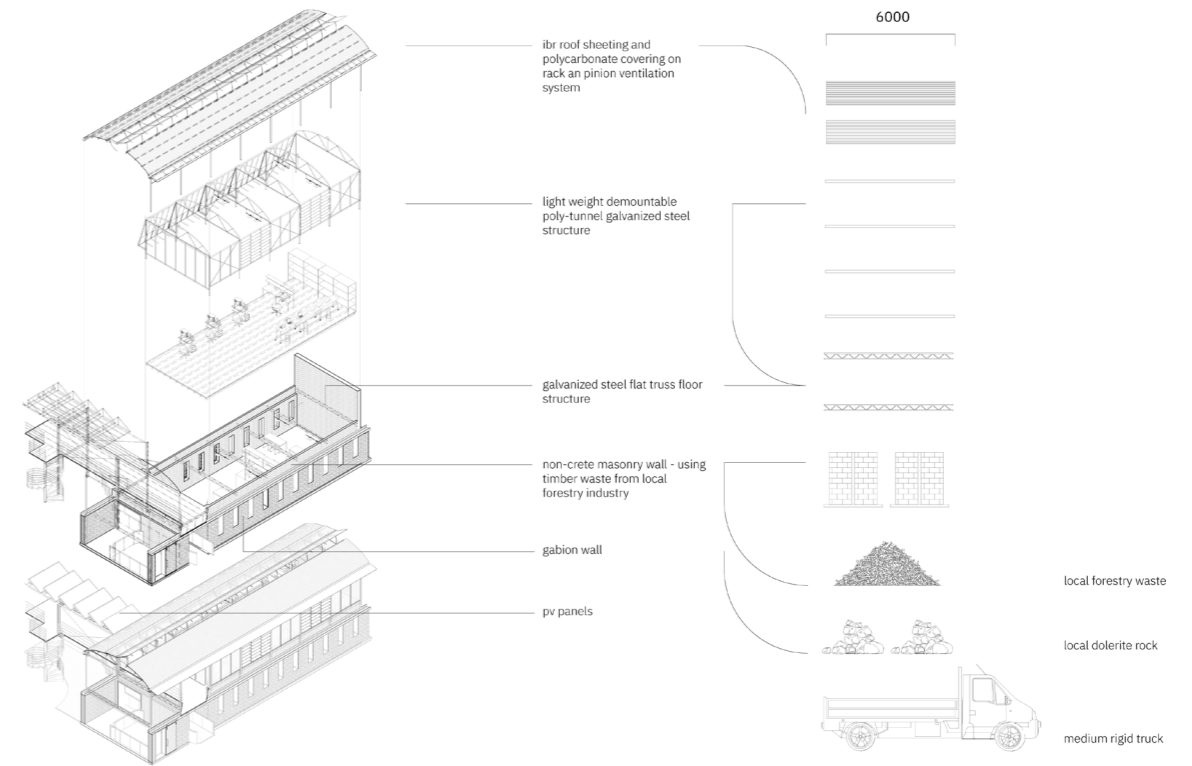 6000
ibr roof sheeting and
polycarbonate covering on
rack an pinion ventilation
system
light weight demountable
poly-tunnel galvanized steel
structure
galvanized steel flat truss floor
structure
non-crete masonry wall - using
timber waste from local
forestry industry
gabion wall
local forestry waste
pv panels
local dolerite rock
medium rigid truck